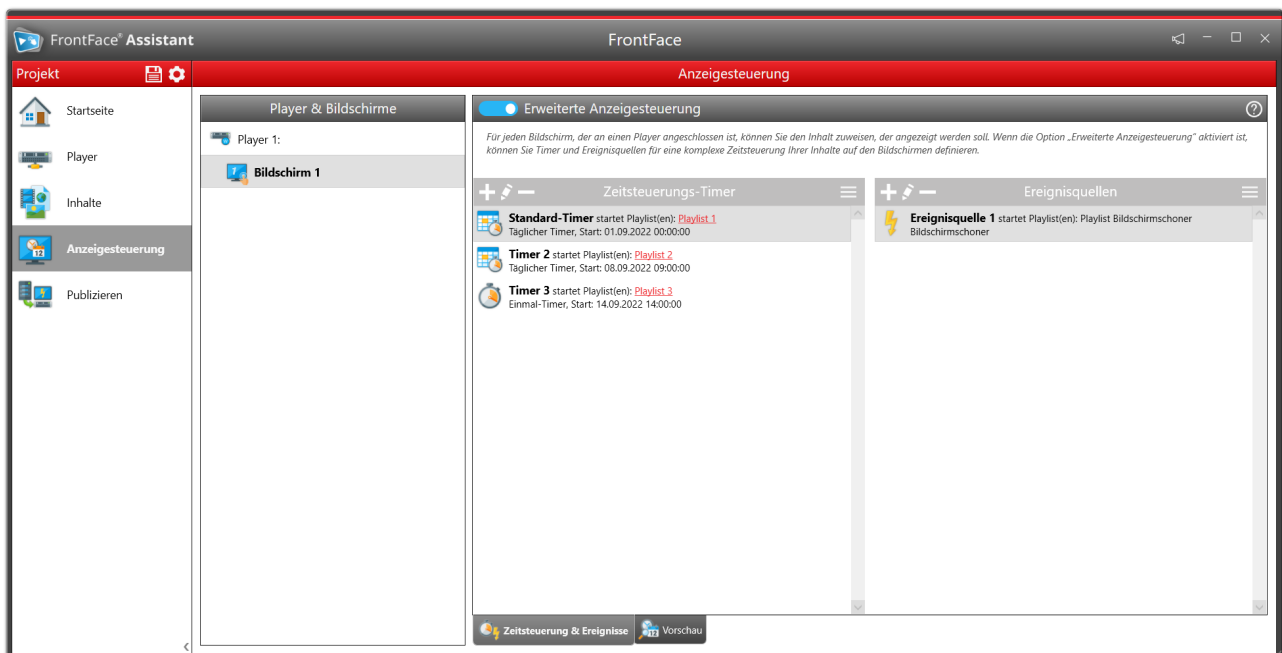 FrontFace® Assistant
FrontFace
Projekt
Anzeigesteuerung
Startseite
Player
Inhalte
Anzeigesteuerung
Publizieren
Player & Bildschirme
Player 1:
Bildschirm 1
Erweiterte Anzeigesteuerung
Für jeden Bildschirm, der an einen Player angeschlossen ist, können Sie den Inhalt zuweisen, der angezeigt werden soll. Wenn die Option „Erweiterte Anzeigesteuerung" aktiviert ist,
können Sie Timer und Ereignisquellen für eine komplexe Zeitsteuerung Ihrer Inhalte auf den Bildschirmen definieren.
Zeitsteuerungs-Timer
Standard-Timer startet Playlist(en): Playlist 1
Täglicher Timer, Start: 01.09.2022 00:00:00
Timer 2 startet Playlist(en): Playlist 2
Täglicher Timer, Start: 08.09.2022 09:00:00
Timer 3 startet Playlist(en): Playlist 3
Einmal-Timer, Start: 14.09.2022 14:00:00
Ereignisquellen
Ereignisquelle 1 startet Playlist(en): Playlist Bildschirmschoner
Bildschirmschoner
Zeitsteuerung & Ereignisse
Vorschau